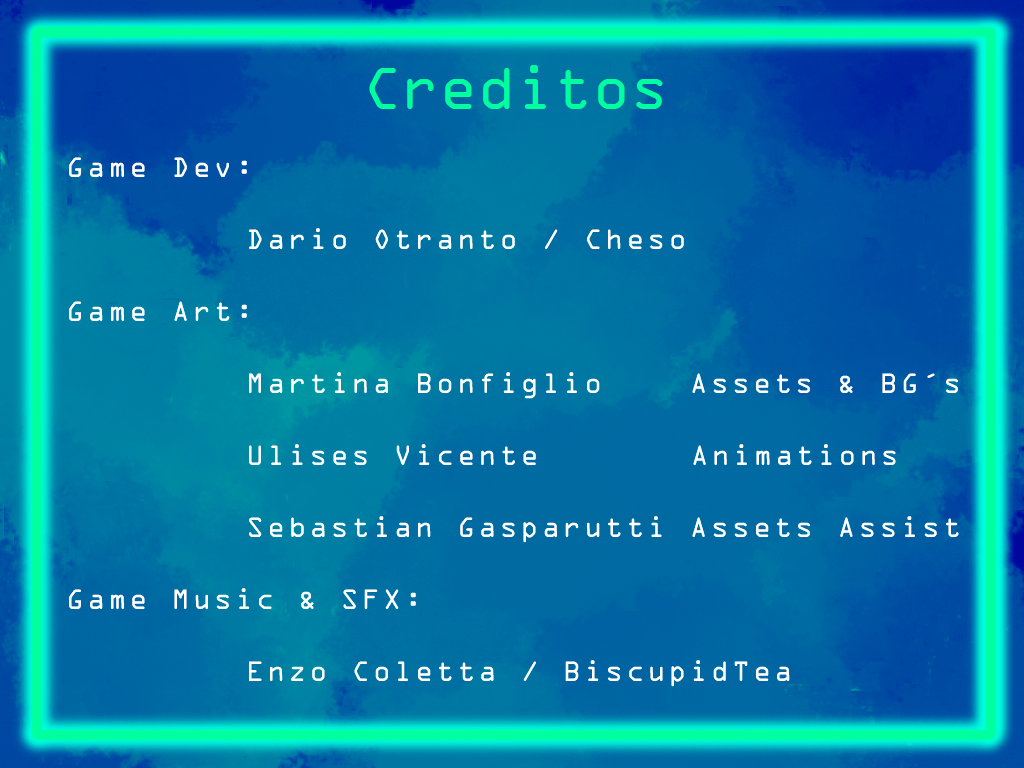 Creditos
Game Dev:
Dario Otranto / Cheso
Game Art:
Martina Bonfiglio Assets & BG´s
Ulises Vicente Animations
Sebastian Gasparutti Assets Assist
Game Music & SFX:
Enzo Coletta / BiscupidTea